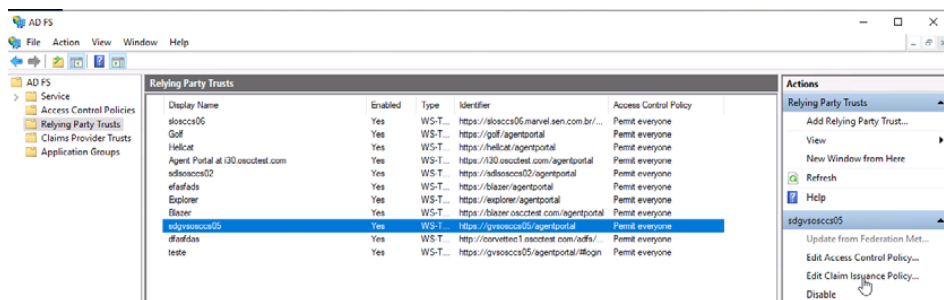 AD FS
File Action View Window Help
AD FS
Service
Access Control Policies
Relying Party Trusts
Claims Provider Trusts
Application Groups
Relying Party Trusts
Display Name Enabled Type Identifier Access Control Policy
slosccs06 Yes WS-T... https://slosccs06.marvel.sen.com.br/... Permit everyone
Golf Yes WS-T... https://golf/agentportal Permit everyone
Hellcat Yes WS-T... https://hellcat/agentportal Permit everyone
Agent Portal at i30.oscctest.com Yes WS-T... https://i30.oscctest.com/agentportal Permit everyone
sdlsosccs02 Yes WS-T... https://sdlsosccs02/agentportal Permit everyone
efasfads Yes WS-T... https://blazer/agentportal Permit everyone
Explorer Yes WS-T... https://explorer/agentportal Permit everyone
Blazer Yes WS-T... https://blazer.oscctest.com/agentportal Permit everyone
sdgvsosccs05 Yes WS-T... https://gvsosccs05/agentportal Permit everyone
dfasfdas Yes WS-T... http://corvettec1.oscctest.com/adfs/... Permit everyone
teste Yes WS-T... https://gvsosccs05/agentportal/#login Permit everyone
Actions
Relying Party Trusts
Add Relying Party Trust...
View
New Window from Here
Refresh
Help
sdgvsosccs05
Update from Federation Met...
Edit Access Control Policy...
Edit Claim Issuance Policy...
Disable